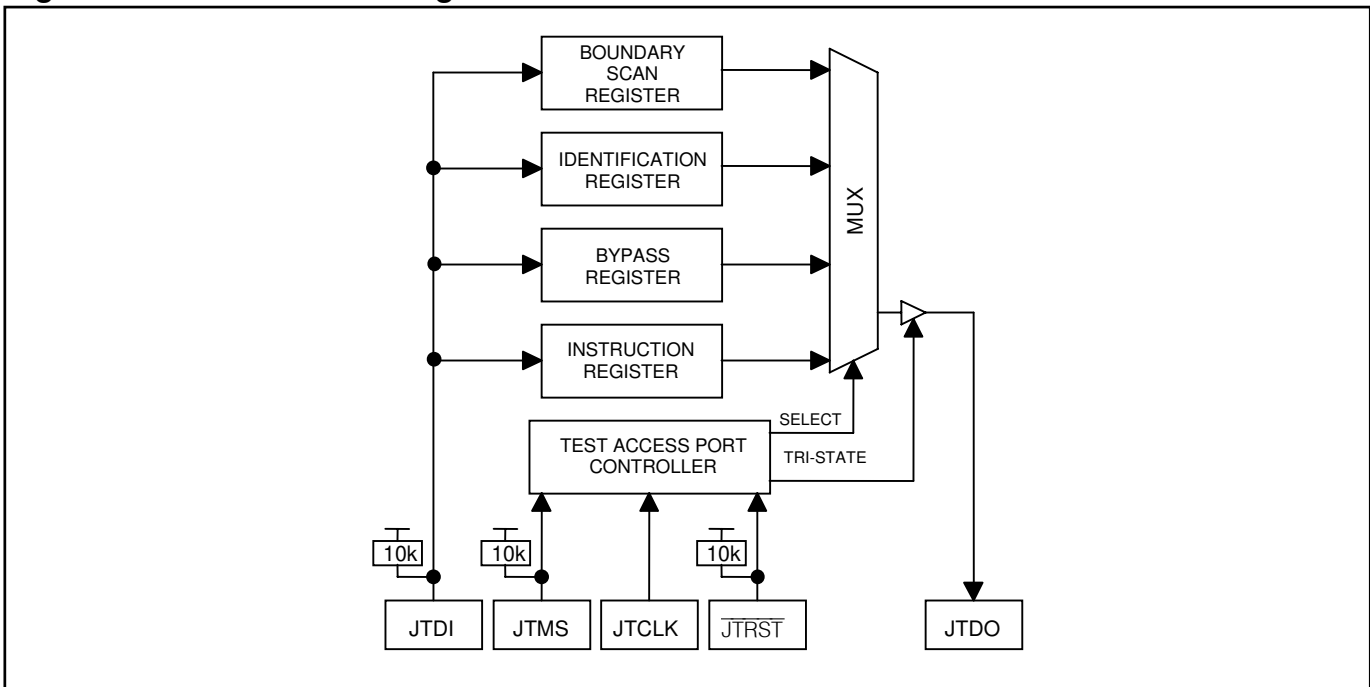 BOUNDARY
SCAN
REGISTER
IDENTIFICATION
REGISTER
BYPASS
REGISTER
INSTRUCTION
REGISTER
MUX
TEST ACCESS PORT
CONTROLLER
SELECT
TRI-STATE
10k
10k
10k
JTDI
JTMS
JTCLK
JTRST
JTDO